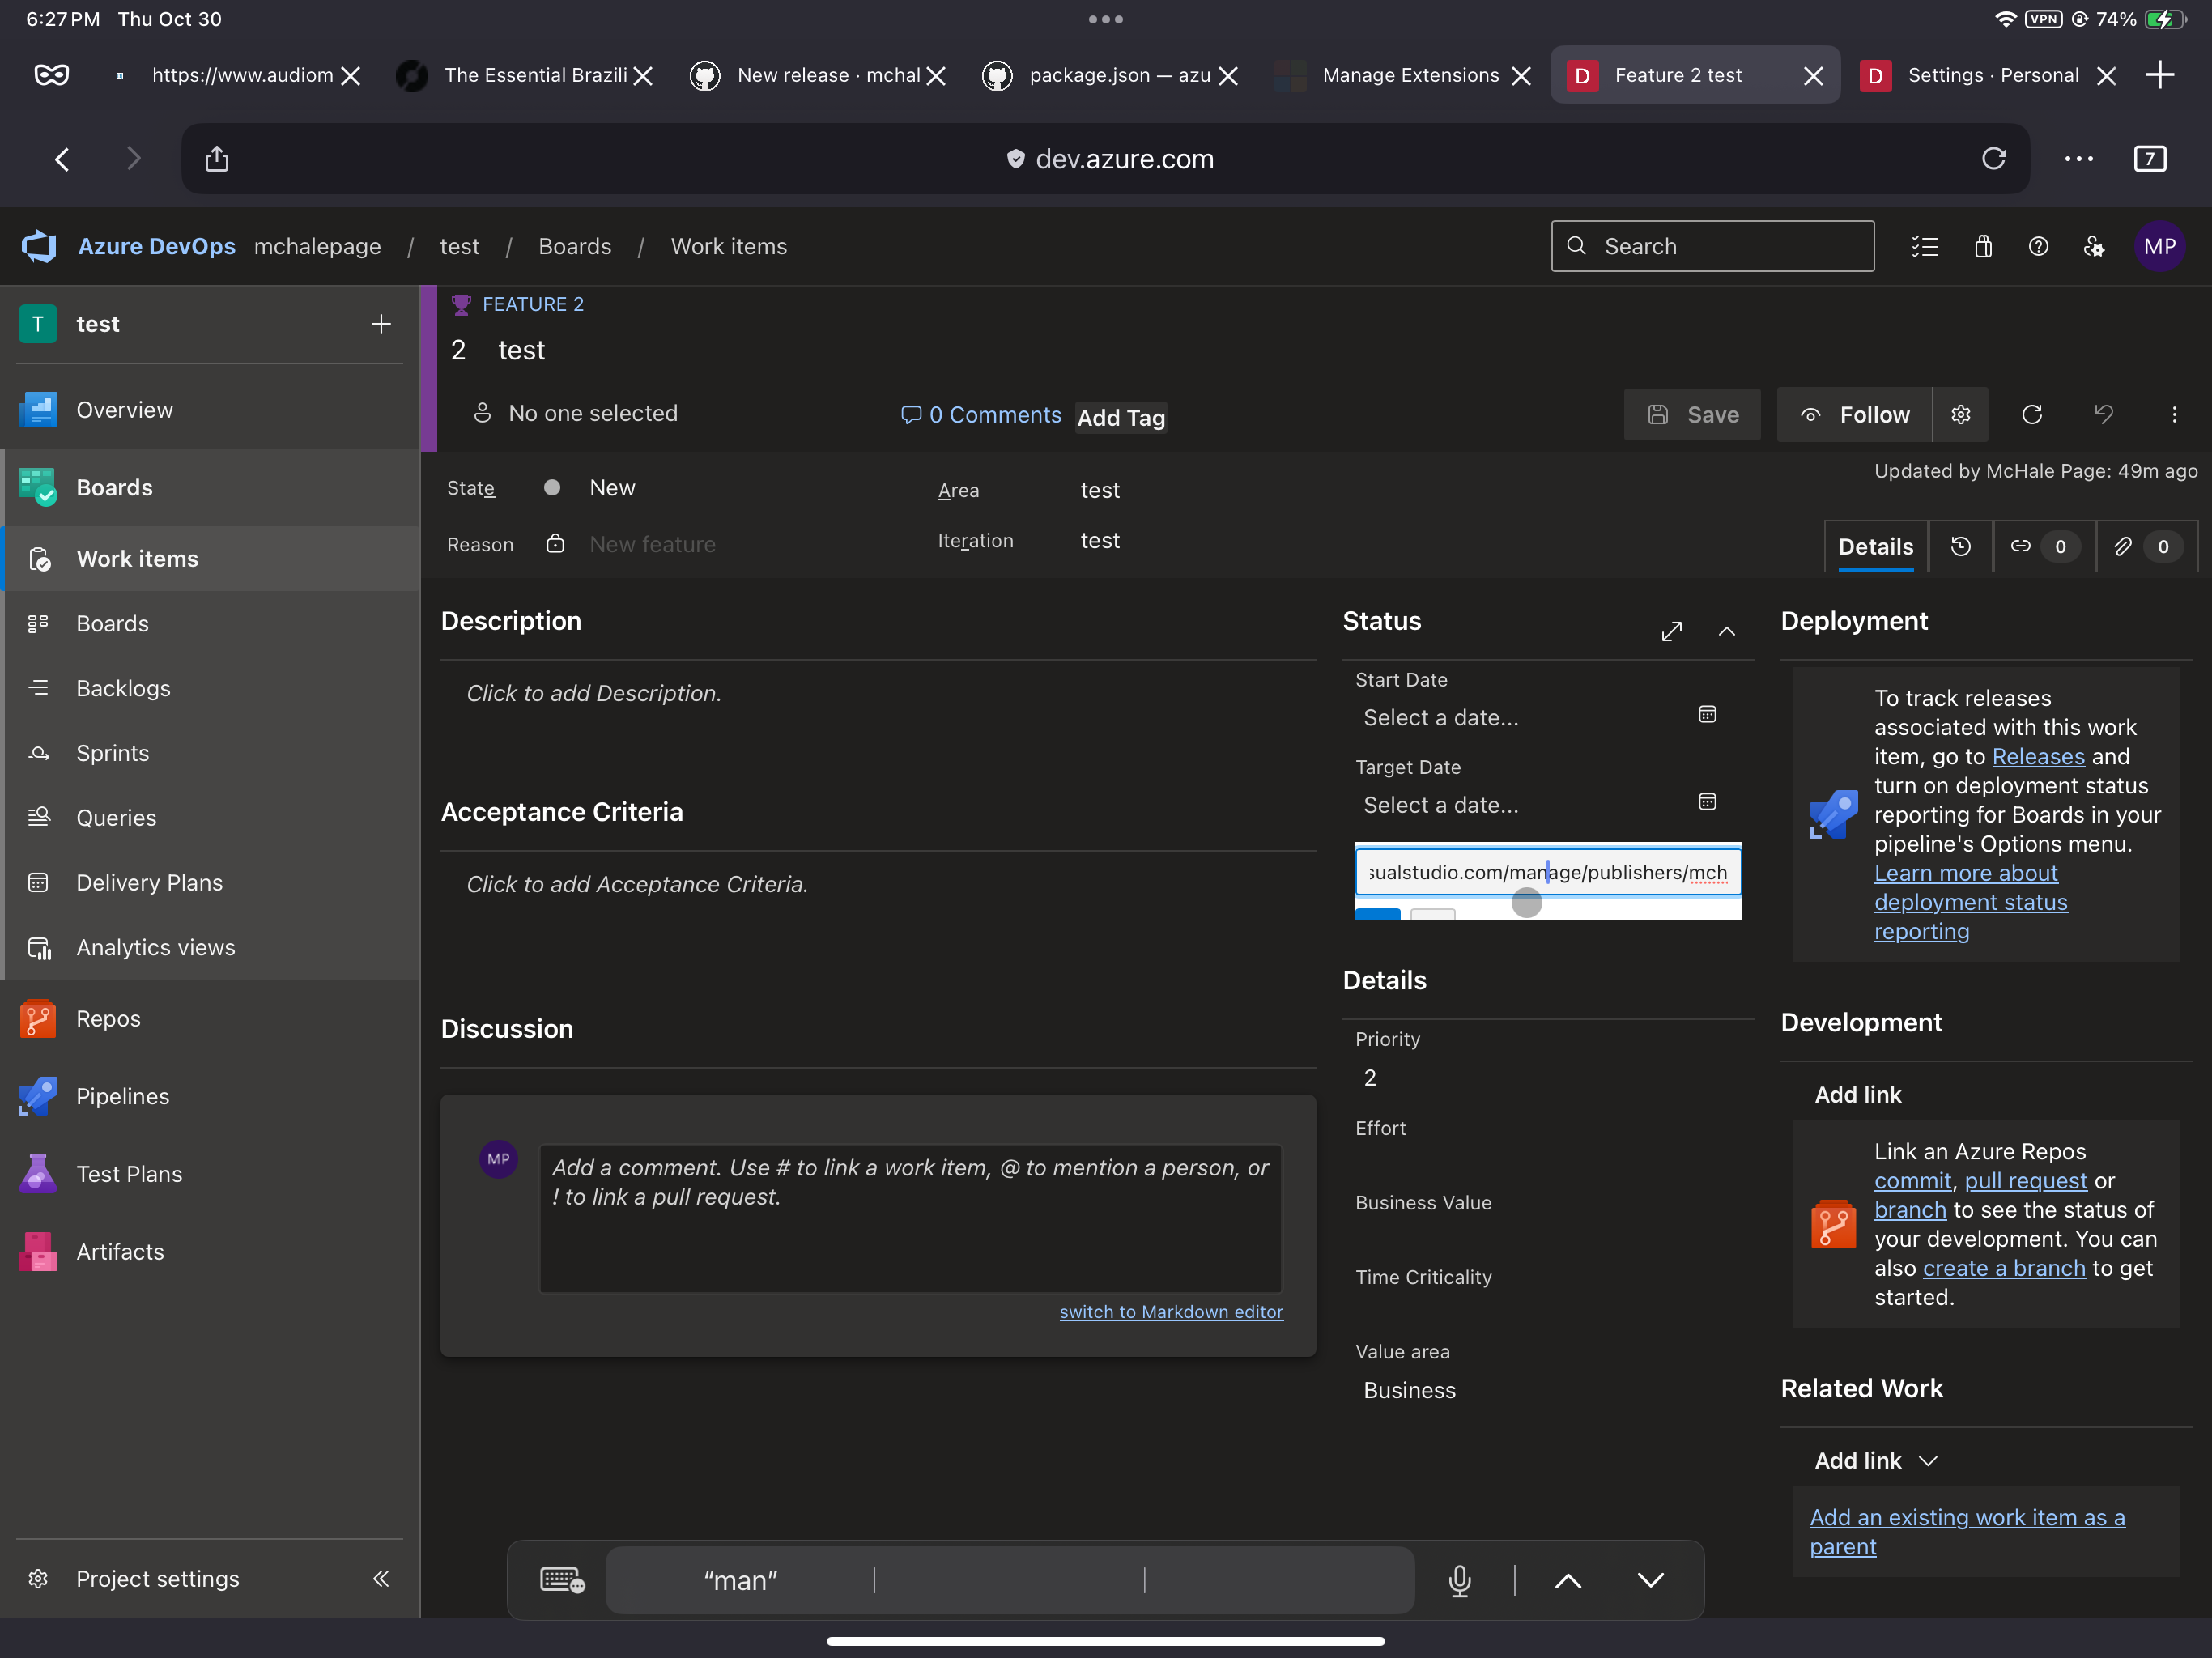 6:27 PM Thu Oct 30
VPN 74%
https://www.audiom
The Essential Brazili
New release · mchal
package.json — azu
Manage Extensions
D Feature 2 test
D Settings · Personal
dev.azure.com
7
Azure DevOps mchalepage / test / Boards / Work items
Search
MP
T test
Overview
Boards
Work items
Boards
Backlogs
Sprints
Queries
Delivery Plans
Analytics views
Repos
Pipelines
Test Plans
Artifacts
Project settings
FEATURE 2
2 test
No one selected
0 Comments
Add Tag
Save
Follow
State New
Area test
Updated by McHale Page: 49m ago
Reason New feature
Iteration test
Details
0
0
Description
Click to add Description.
Acceptance Criteria
Click to add Acceptance Criteria.
Discussion
MP
Add a comment. Use # to link a work item, @ to mention a person, or
! to link a pull request.
switch to Markdown editor
Status
Start Date
Select a date...
Target Date
Select a date...
sualstudio.com/manage/publishers/mch
Details
Priority
2
Effort
Business Value
Time Criticality
Value area
Business
Deployment
To track releases
associated with this work
item, go to Releases and
turn on deployment status
reporting for Boards in your
pipeline's Options menu.
Learn more about
deployment status
reporting
Development
Add link
Link an Azure Repos
commit, pull request or
branch to see the status of
your development. You can
also create a branch to get
started.
Related Work
Add link
Add an existing work item as a
parent
“man”